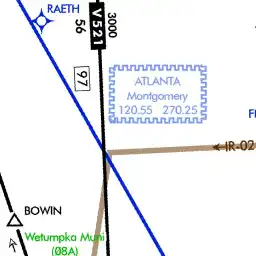 RAETH
V521
3000
56
97
ATLANTA
Montgomery
120.55 270.25
IR-02
BOWIN
Wetumpka Muni
(08A)